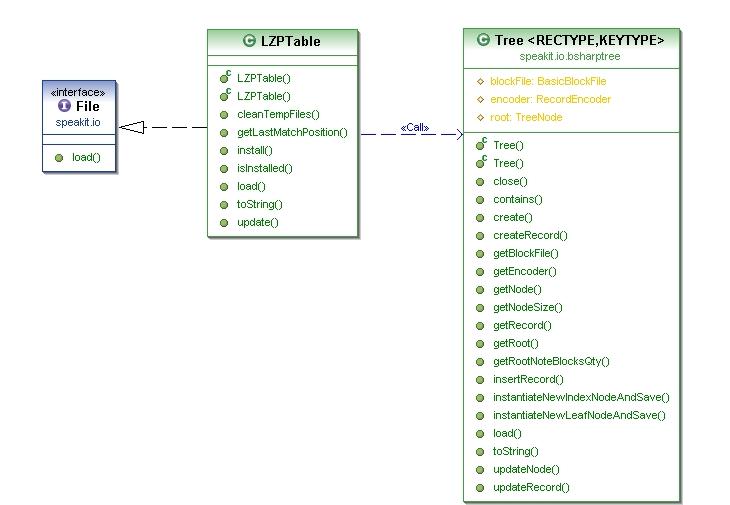 «interface»
File
speakit.io
load()
LZPTable
LZPTable()
LZPTable()
cleanTempFiles()
getLastMatchPosition()
install()
isInstalled()
load()
toString()
update()
«Call»
Tree <RECTYPE,KEYTYPE>
speakit.io.bsharptree
blockFile: BasicBlockFile
encoder: RecordEncoder
root: TreeNode
Tree()
Tree()
close()
contains()
create()
createRecord()
getBlockFile()
getEncoder()
getNode()
getNodeSize()
getRecord()
getRoot()
getRootNoteBlocksQty()
insertRecord()
instantiateNewIndexNodeAndSave()
instantiateNewLeafNodeAndSave()
load()
toString()
updateNode()
updateRecord()